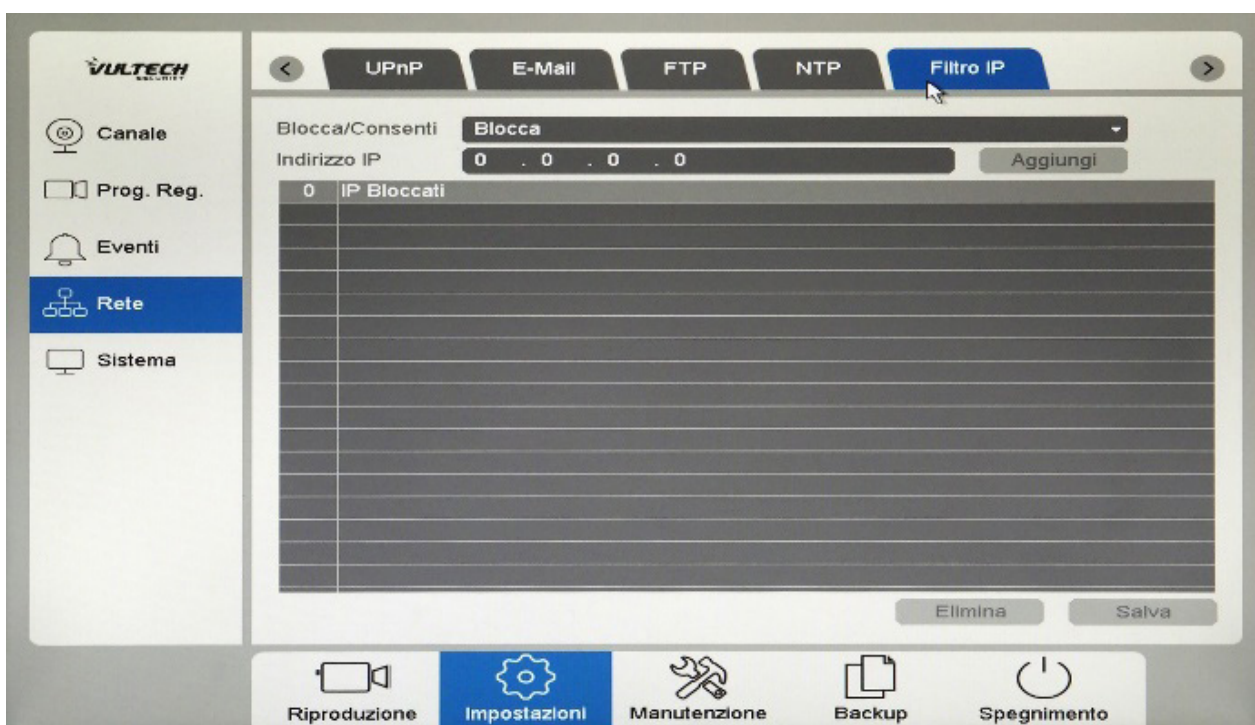 VULTECH
SECURITY
UPnP E-Mail FTP NTP Filtro IP
Canale
Prog. Reg.
Eventi
Rete
Sistema
Blocca/Consenti Blocca
Indirizzo IP 0 . 0 . 0 . 0 Aggiungi
0 IP Bloccati
Elimina Salva
Riproduzione Impostazioni Manutenzione Backup Spegnimento